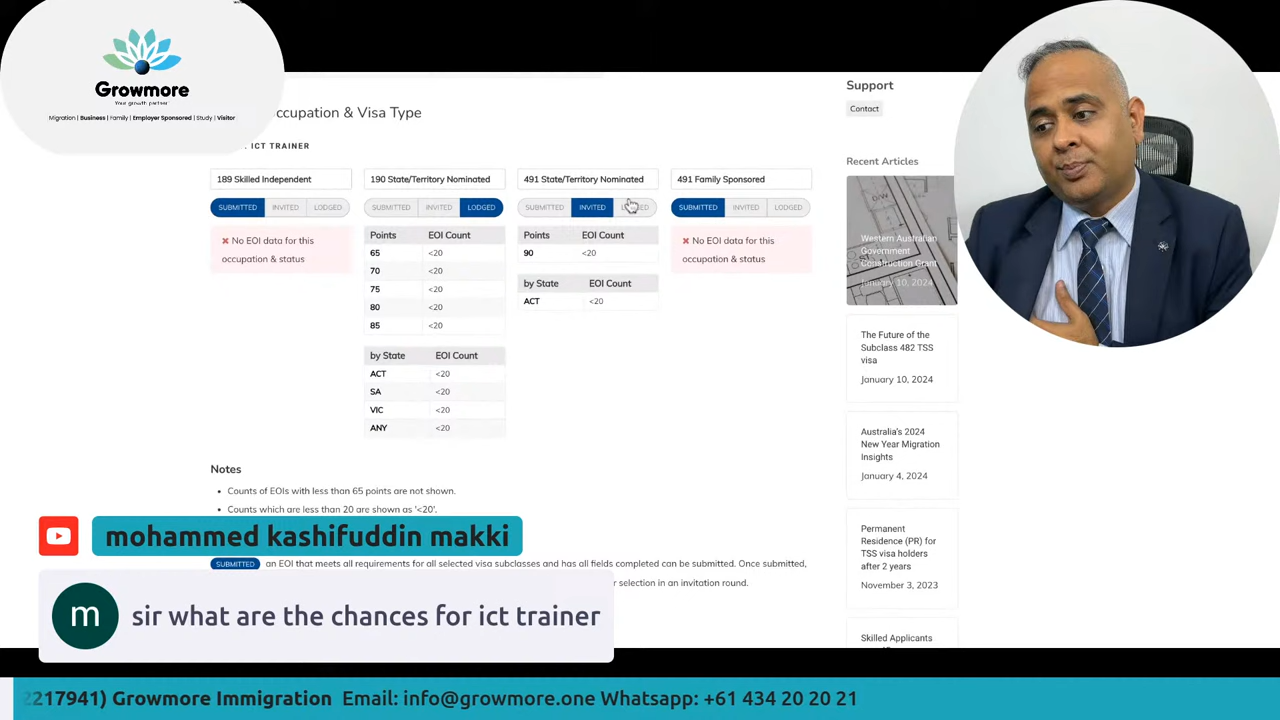 Growmore
Your growth partner
Migration | Business | Family | Employer Sponsored | Study | Visitor
ccupation & Visa Type
ICT TRAINER
189 Skilled Independent
SUBMITTED INVITED LODGED
✖ No EOI data for this
occupation & status
190 State/Territory Nominated
SUBMITTED INVITED LODGED
Points EOI Count
65 <20
70 <20
75 <20
80 <20
85 <20
by State EOI Count
ACT <20
SA <20
VIC <20
ANY <20
491 State/Territory Nominated
SUBMITTED INVITED
Points EOI Count
90 <20
by State EOI Count
ACT <20
491 Family Sponsored
SUBMITTED INVITED LODGED
✖ No EOI data for this
occupation & status
Notes
• Counts of EOIs with less than 65 points are not shown.
• Counts which are less than 20 are shown as '<20'.
SUBMITTED an EOI that meets all requirements for all selected visa subclasses and has all fields completed can be submitted. Once submitted,
r selection in an invitation round.
Support
Contact
Recent Articles
Western Australian
Government
Construction Grant
January 10, 2024
The Future of the
Subclass 482 TSS
visa
January 10, 2024
Australia's 2024
New Year Migration
Insights
January 4, 2024
Permanent
Residence (PR) for
TSS visa holders
after 2 years
November 3, 2023
Skilled Applicants
mohammed kashifuddin makki
m
sir what are the chances for ict trainer
2217941) Growmore Immigration Email: info@growmore.one Whatsapp: +61 434 20 20 21